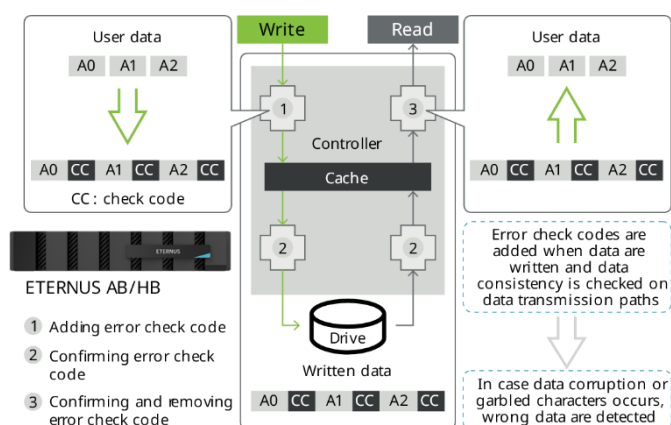 User data
A0 A1 A2
A0 CC A1 CC A2 CC
CC : check code
ETERNUS
ETERNUS AB/HB
1 Adding error check code
2 Confirming error check
code
3 Confirming and removing
error check code
Write
Read
1
3
Controller
Cache
2
2
Drive
Written data
A0 CC A1 CC A2 CC
User data
A0 A1 A2
A0 CC A1 CC A2 CC
Error check codes are
added when data are
written and data
consistency is checked on
data transmission paths
In case data corruption or
garbled characters occurs,
wrong data are detected